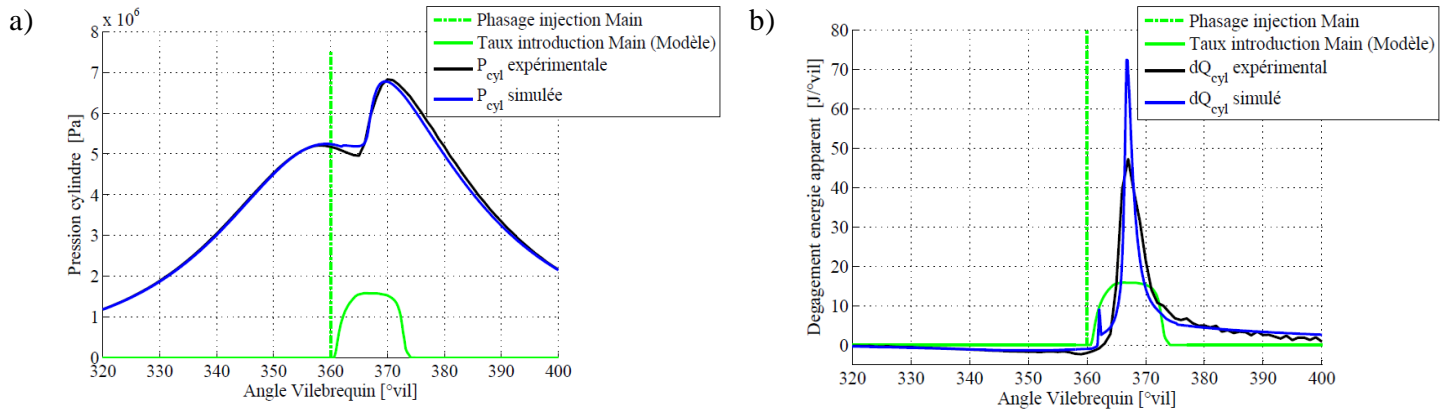 a)
x 10⁶
Phasage injection Main
Taux introduction Main (Modèle)
P_cyl expérimentale
P_cyl simulée
Pression cylindre [Pa]
8
7
6
5
4
3
2
1
0
320 330 340 350 360 370 380 390 400
Angle Vilebrequin [°vil]
b)
Phasage injection Main
Taux introduction Main (Modèle)
dQ_cyl expérimental
dQ_cyl simulé
Degagement energie apparent [J/°vil]
80
70
60
50
40
30
20
10
0
320 330 340 350 360 370 380 390 400
Angle Vilebrequin [°vil]